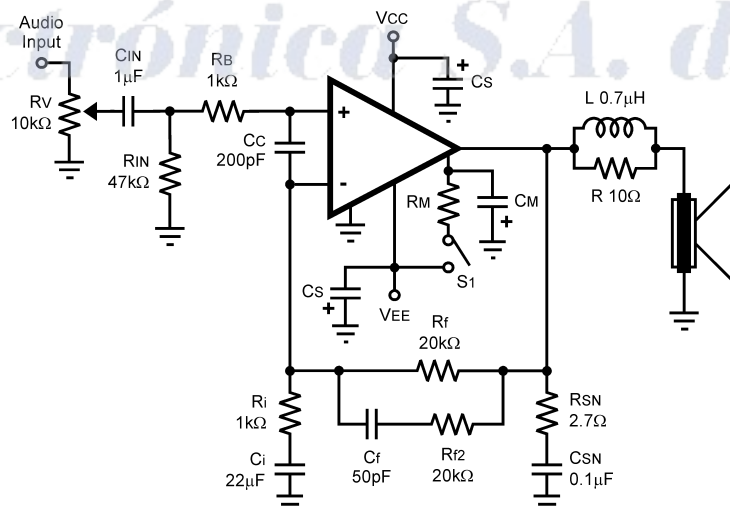 ctrónica S.A. d
Audio
Input
VCC
CIN
1µF
RB
1kΩ
+
CS
L 0.7µH
RV
10kΩ
+
CC
200pF
RIN
47kΩ
-
RM
CM
+
R 10Ω
CS
+
S1
VEE
Rf
20kΩ
Ri
1kΩ
RSN
2.7Ω
Cf
50pF
Rf2
20kΩ
Ci
22µF
CSN
0.1µF